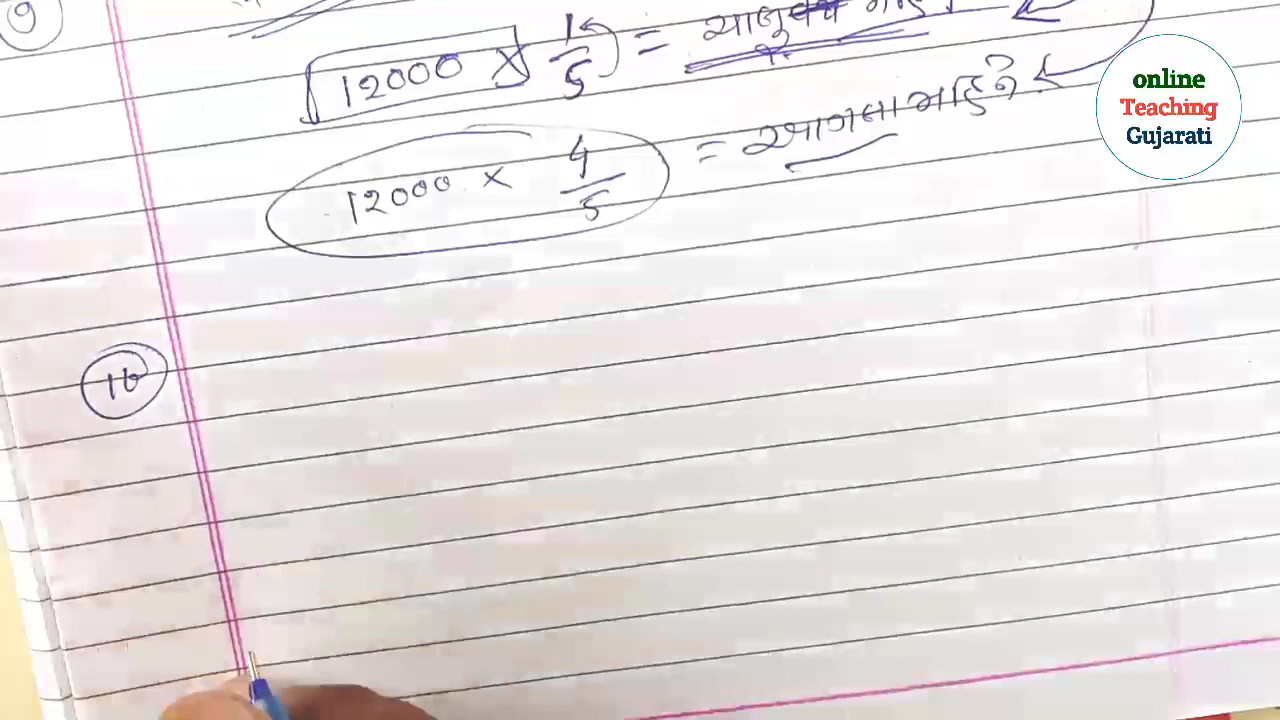 9
12000 × 1/5 = ચાલુ
12000 × 4/5 = આગલા મહિને
10
online
Teaching
Gujarati